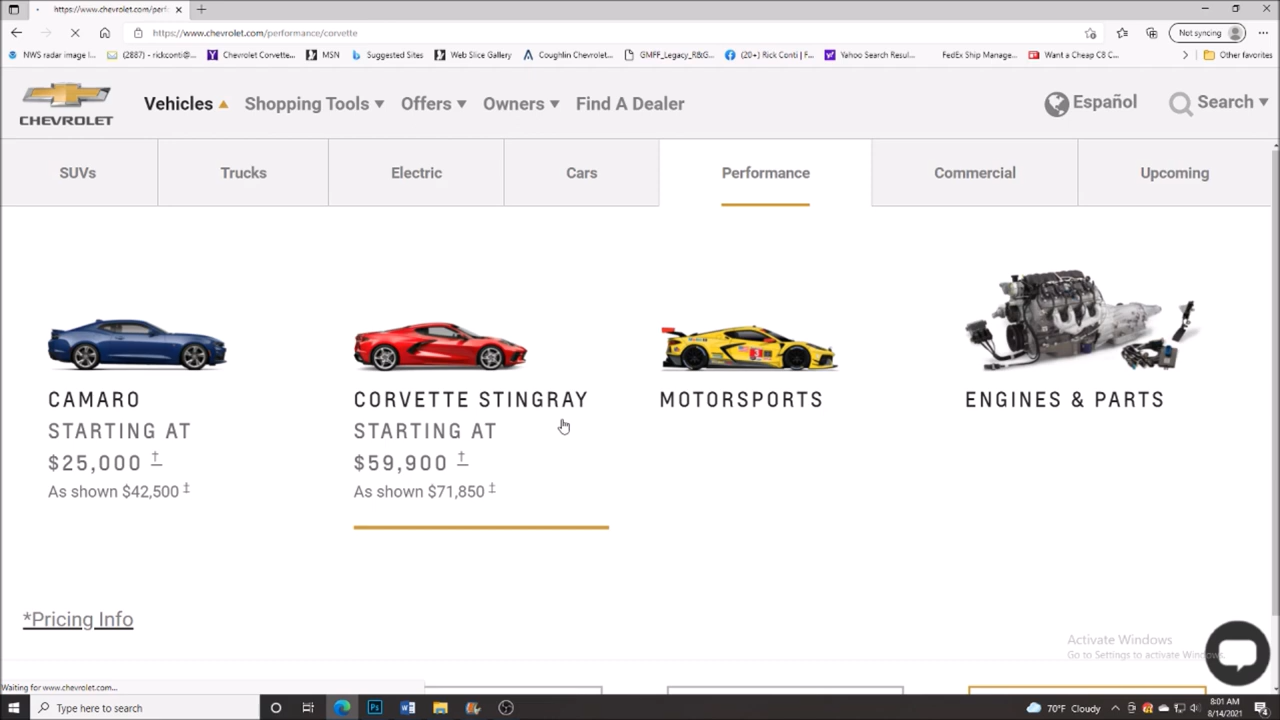 https://www.chevrolet.com/perf
https://www.chevrolet.com/performance/corvette
Not syncing
NWS radar image l...
(2887) - rickconti@...
Chevrolet Corvette...
MSN
Suggested Sites
Web Slice Gallery
Coughlin Chevrolet...
GMFF_Legacy_R&G...
(20+) Rick Conti | F...
Yahoo Search Resul...
FedEx Ship Manage...
Want a Cheap C8 C...
Other favorites
CHEVROLET
Vehicles
Shopping Tools
Offers
Owners
Find A Dealer
Español
Search
SUVs
Trucks
Electric
Cars
Performance
Commercial
Upcoming
CAMARO
STARTING AT
$25,000 †
As shown $42,500 ‡
CORVETTE STINGRAY
STARTING AT
$59,900 †
As shown $71,850 ‡
MOTORSPORTS
3
ENGINES & PARTS
*Pricing Info
Activate Windows
Go to Settings to activate Windows.
Waiting for www.chevrolet.com...
Type here to search
70°F Cloudy
8:01 AM
8/14/2021